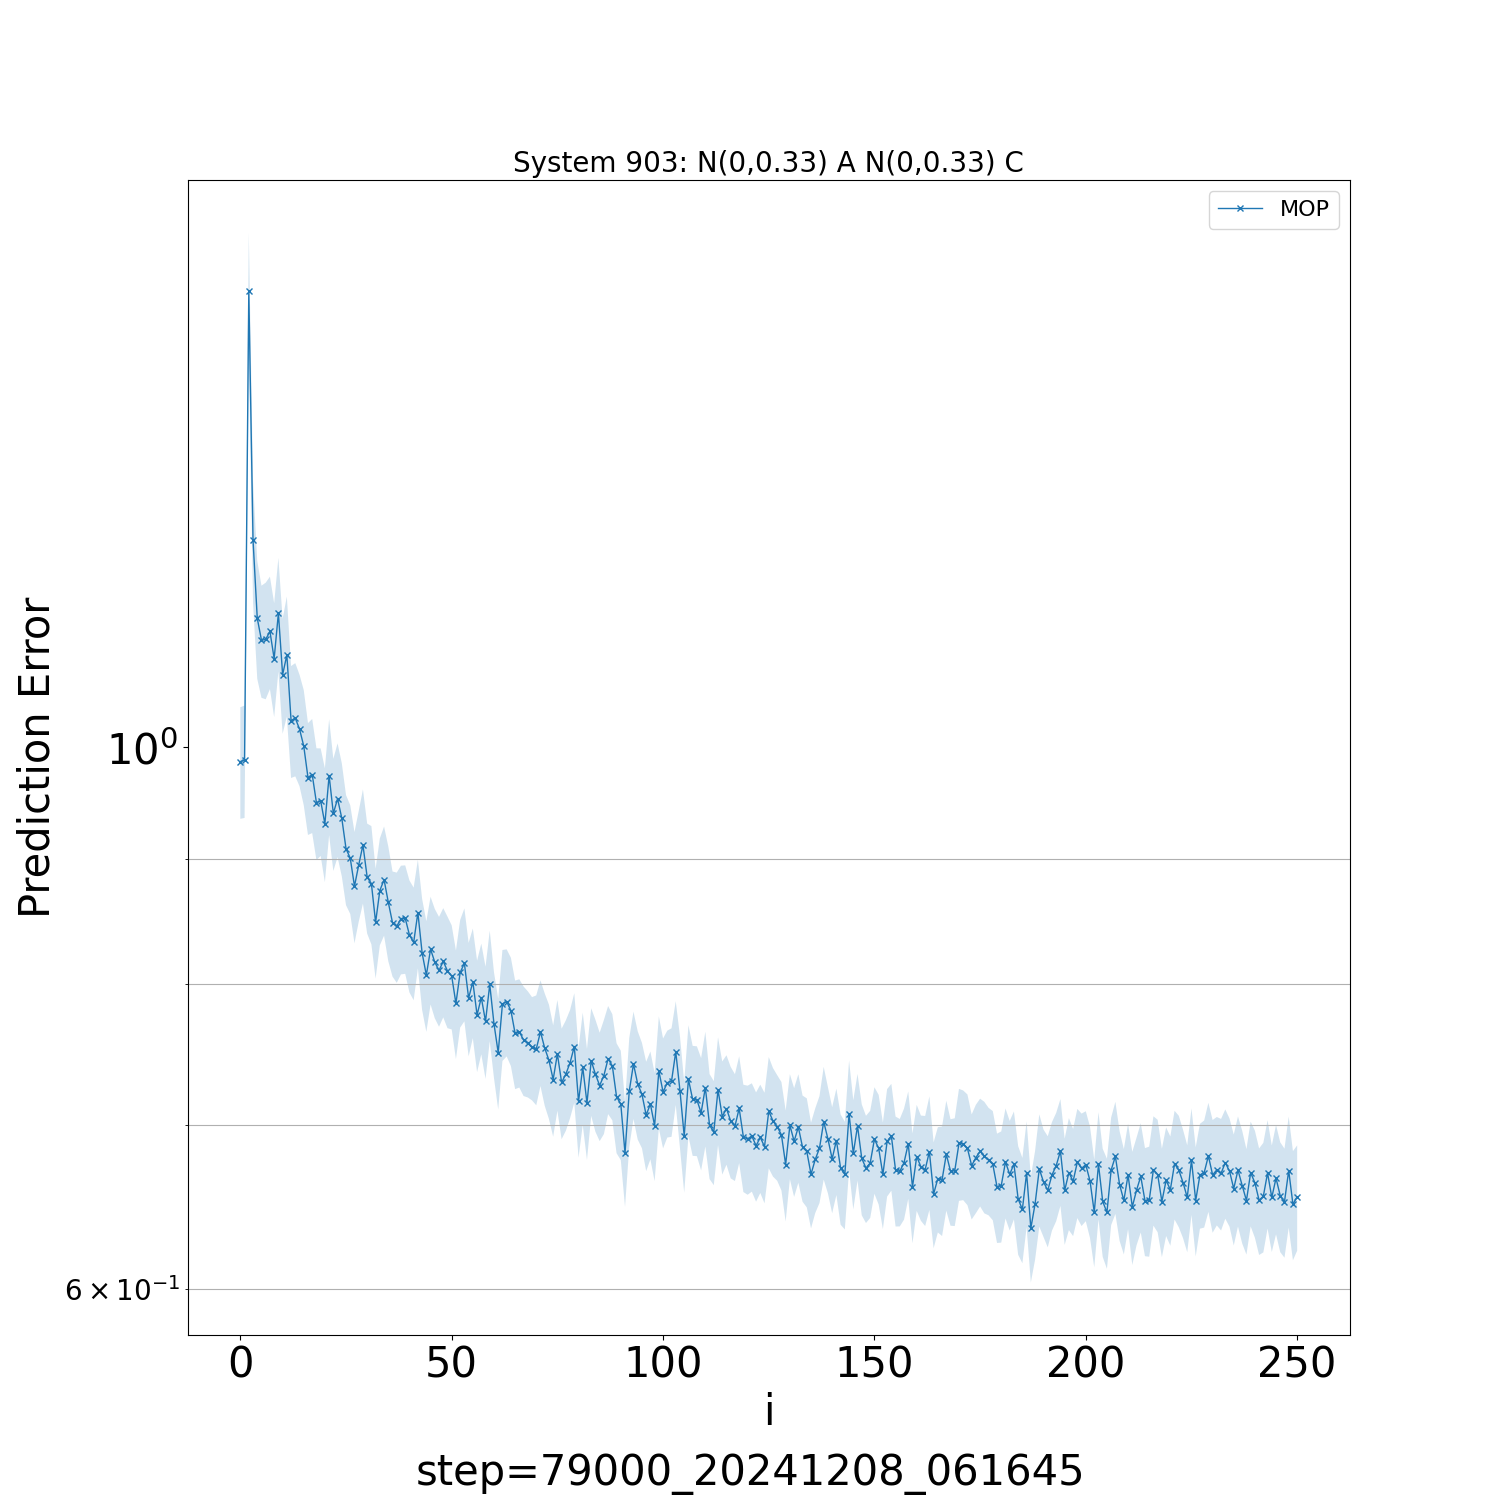 System 903: N(0,0.33) A N(0,0.33) C
MOP
Prediction Error
10⁰
6 × 10⁻¹
0 50 100 150 200 250
i
step=79000_20241208_061645